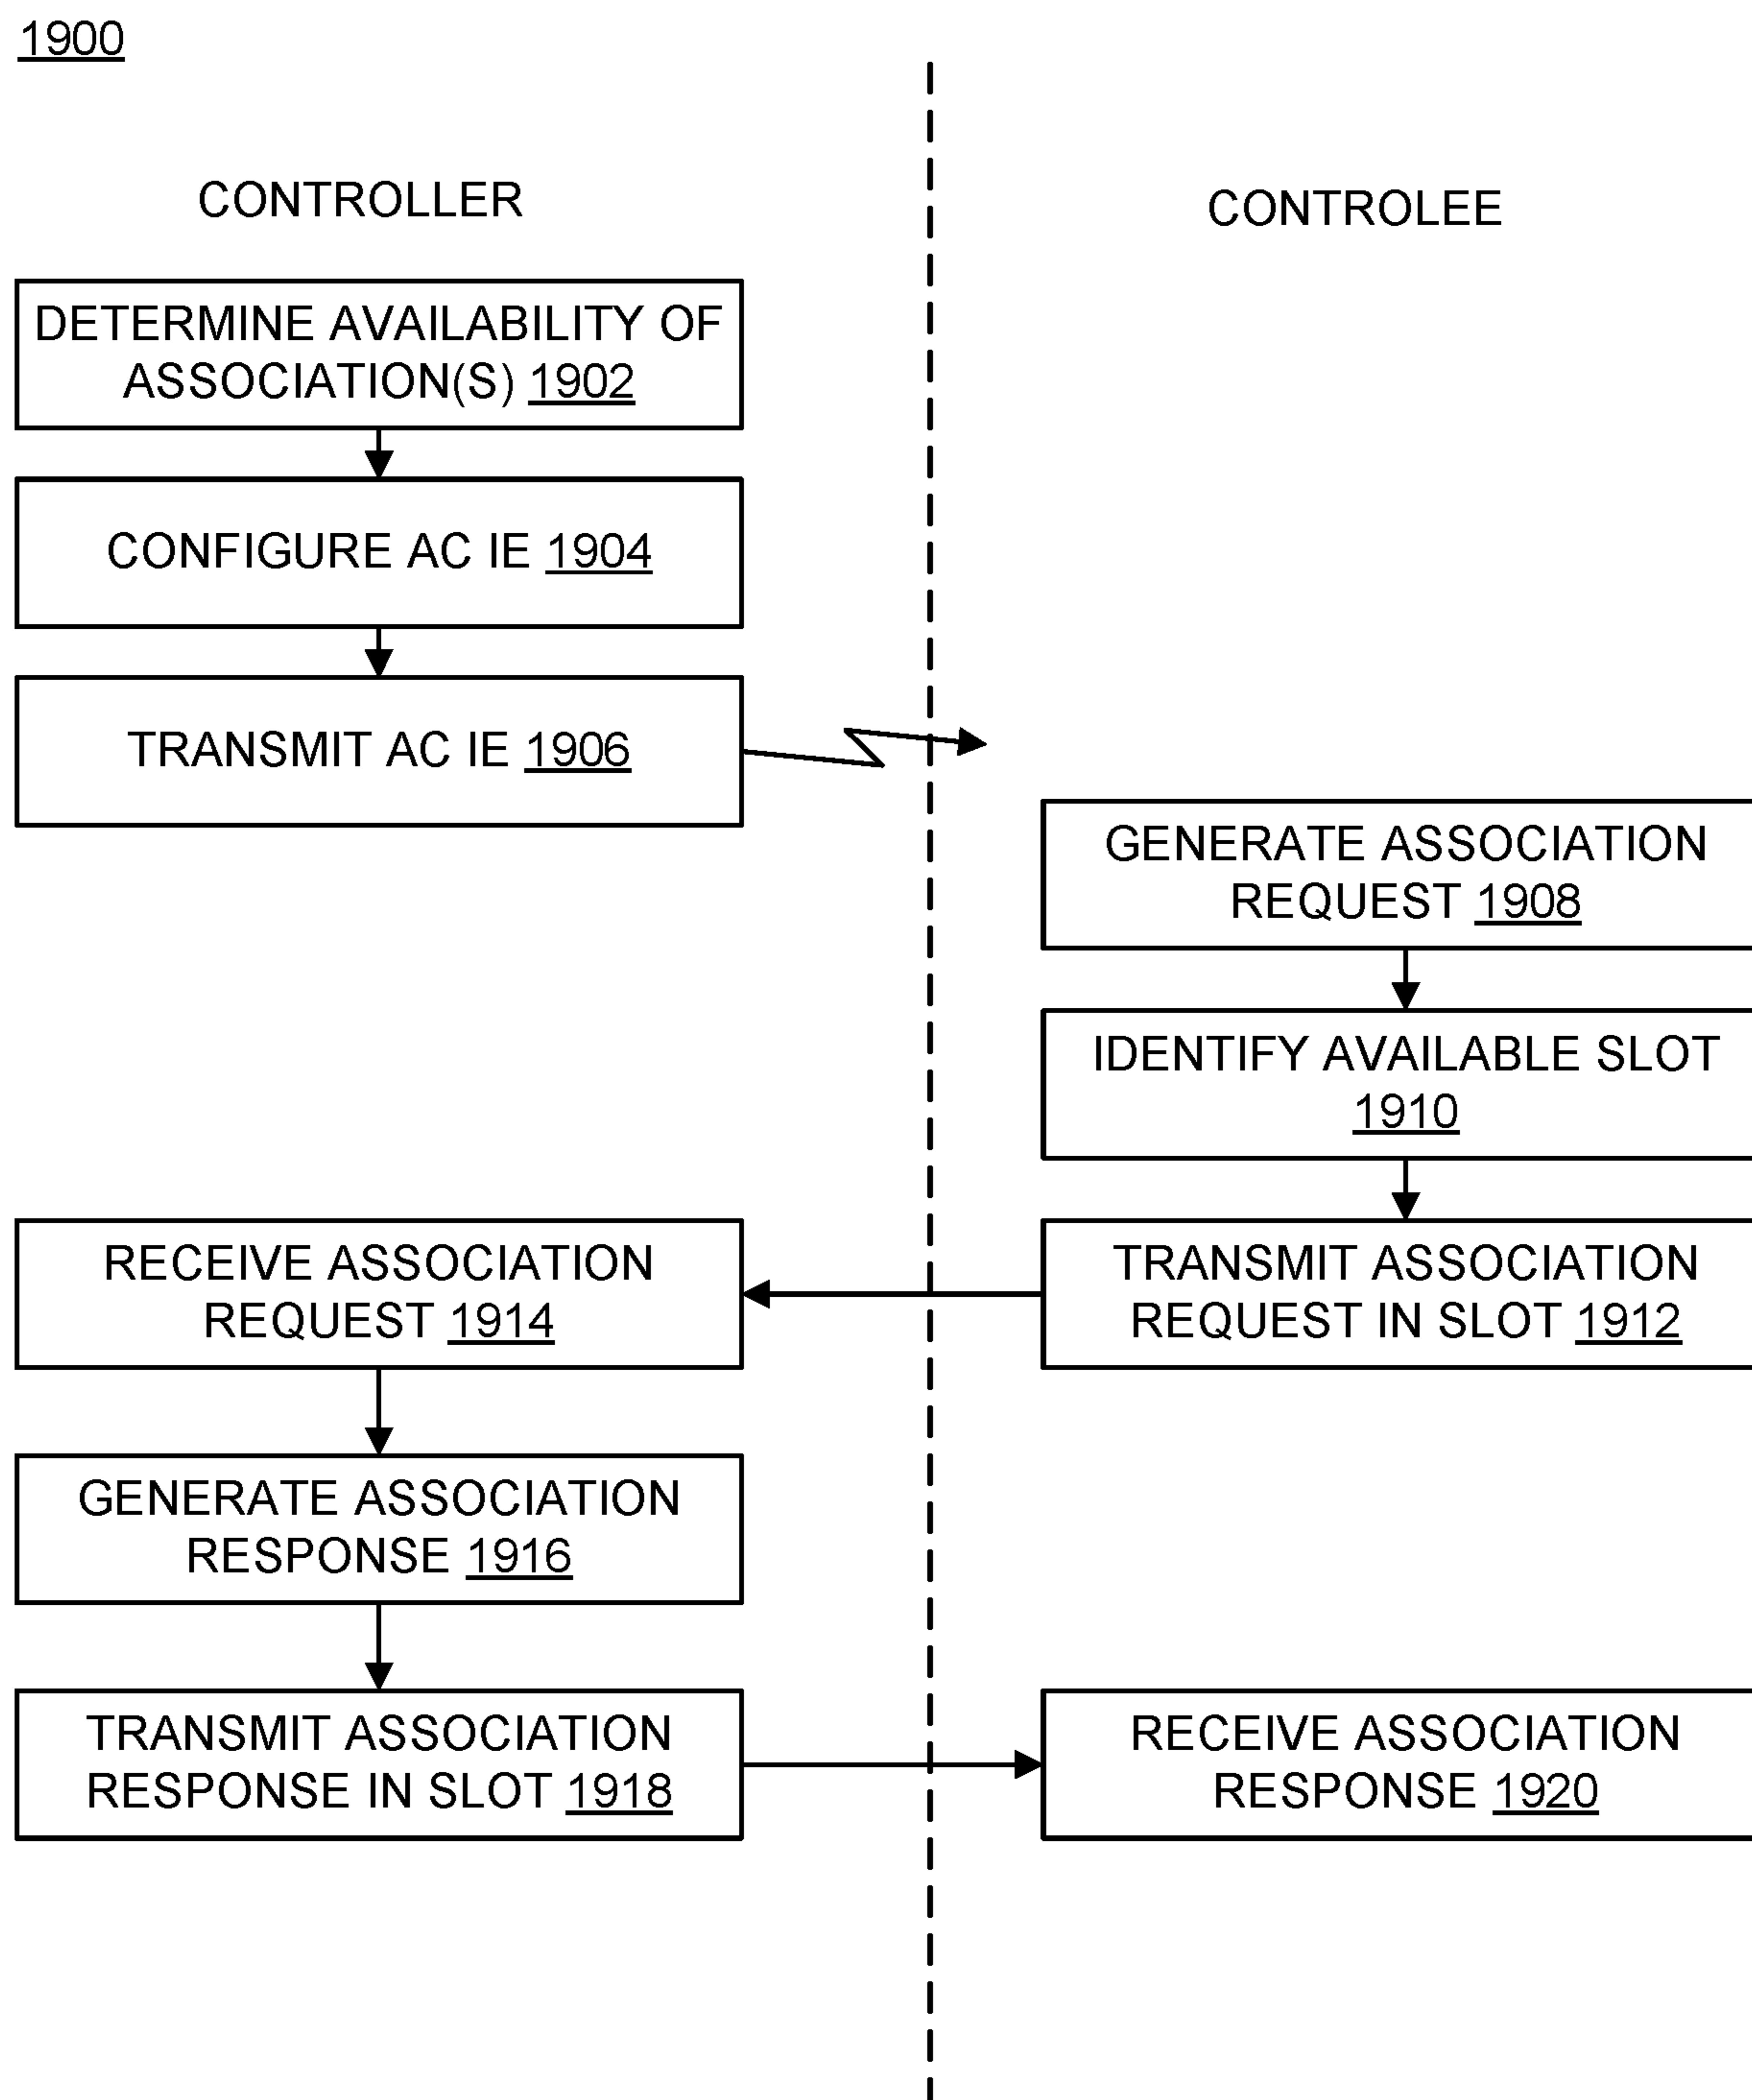 1900
CONTROLLER
CONTROLEE
DETERMINE AVAILABILITY OF
ASSOCIATION(S) 1902
CONFIGURE AC IE 1904
TRANSMIT AC IE 1906
GENERATE ASSOCIATION
REQUEST 1908
IDENTIFY AVAILABLE SLOT
1910
TRANSMIT ASSOCIATION
REQUEST IN SLOT 1912
RECEIVE ASSOCIATION
REQUEST 1914
GENERATE ASSOCIATION
RESPONSE 1916
TRANSMIT ASSOCIATION
RESPONSE IN SLOT 1918
RECEIVE ASSOCIATION
RESPONSE 1920